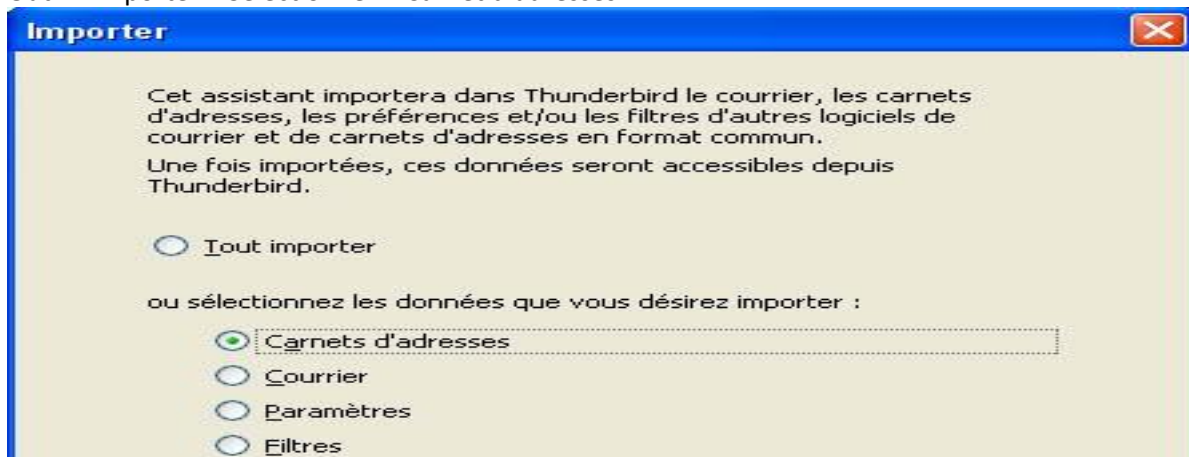 Importer
Cet assistant importera dans Thunderbird le courrier, les carnets
d'adresses, les préférences et/ou les filtres d'autres logiciels de
courrier et de carnets d'adresses en format commun.
Une fois importées, ces données seront accessibles depuis
Thunderbird.
Tout importer
ou sélectionnez les données que vous désirez importer :
Carnets d'adresses
Courrier
Paramètres
Filtres